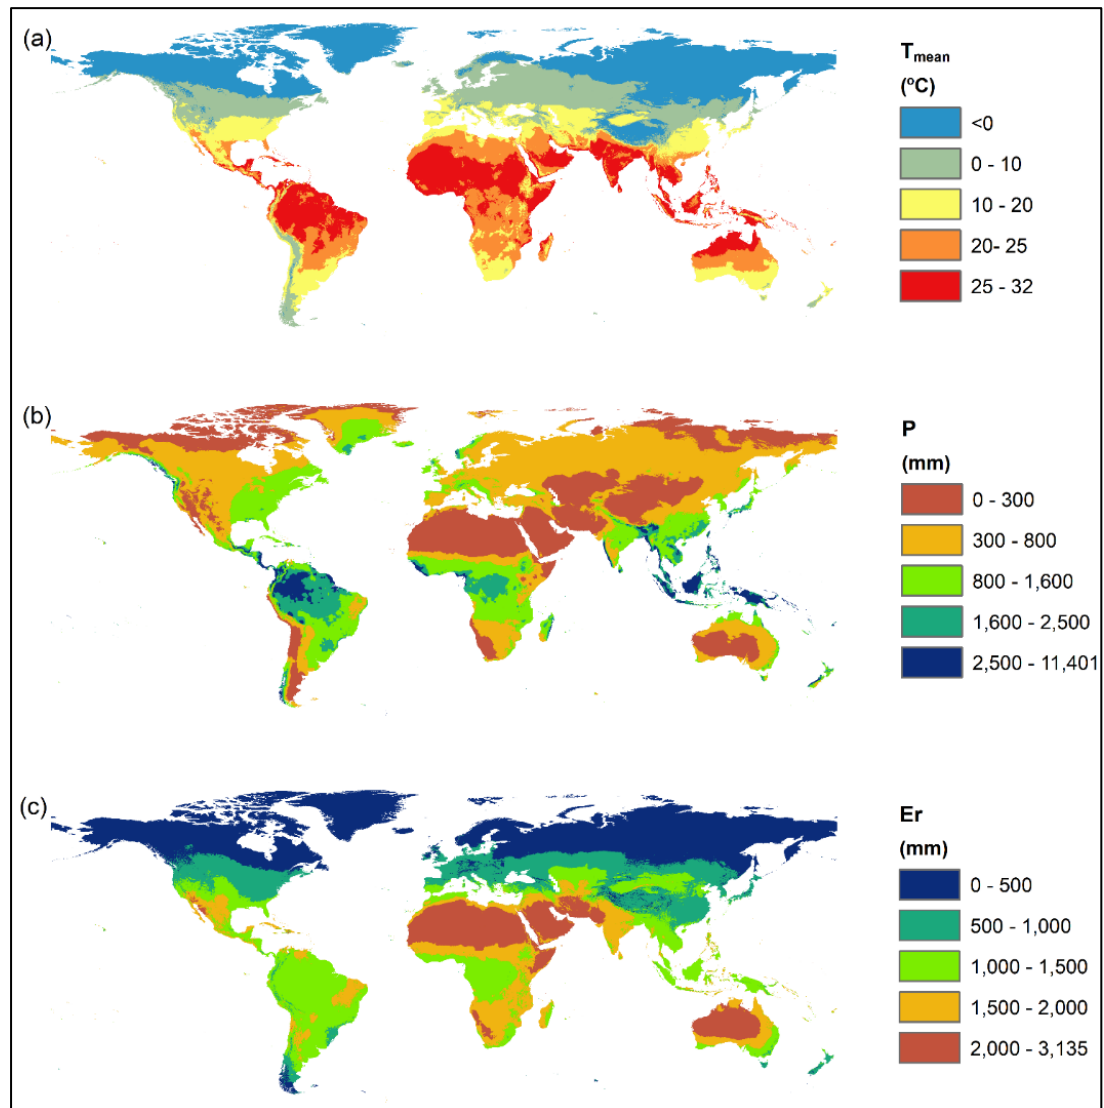 (a)
T_mean
(ºC)
<0
0 - 10
10 - 20
20- 25
25 - 32
(b)
P
(mm)
0 - 300
300 - 800
800 - 1,600
1,600 - 2,500
2,500 - 11,401
(c)
Er
(mm)
0 - 500
500 - 1,000
1,000 - 1,500
1,500 - 2,000
2,000 - 3,135